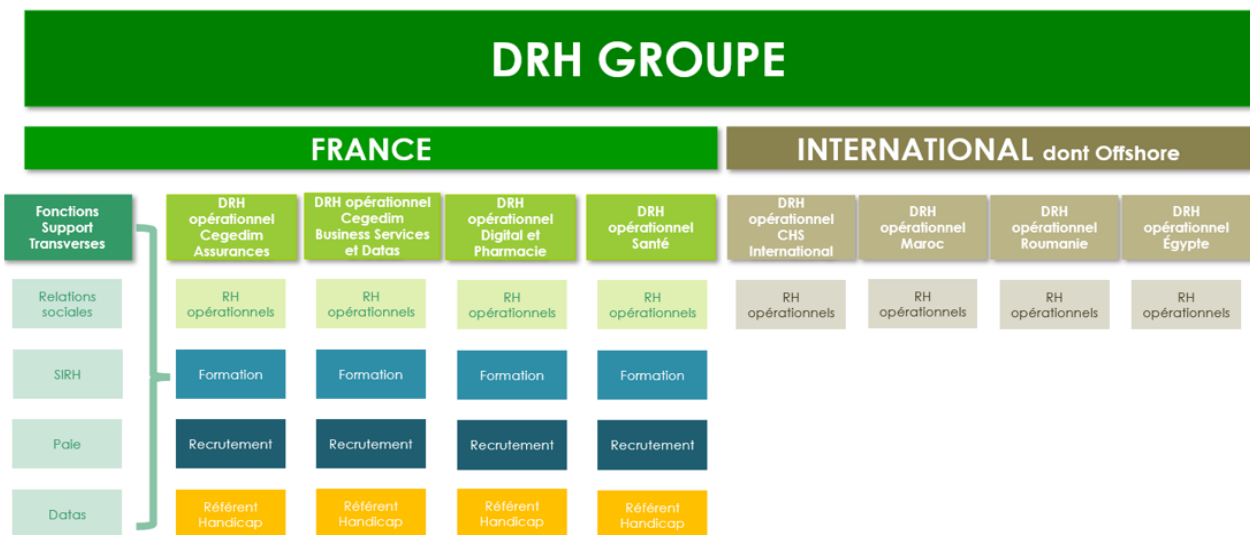 DRH GROUPE
FRANCE
INTERNATIONAL dont Offshore
Fonctions
Support
Transverses
DRH
opérationnel
Cegedim
Assurances
DRH opérationnel
Cegedim
Business Services
et Datas
DRH
opérationnel
Digital et
Pharmacie
DRH
opérationnel
Santé
DRH
opérationnel
CHS
International
DRH
opérationnel
Maroc
DRH
opérationnel
Roumanie
DRH
opérationnel
Égypte
Relations
sociales
RH
opérationnels
RH
opérationnels
RH
opérationnels
RH
opérationnels
RH
opérationnels
RH
opérationnels
RH
opérationnels
RH
opérationnels
SIRH
Formation
Formation
Formation
Formation
Paie
Recrutement
Recrutement
Recrutement
Recrutement
Datas
Référent
Handicap
Référent
Handicap
Référent
Handicap
Référent
Handicap